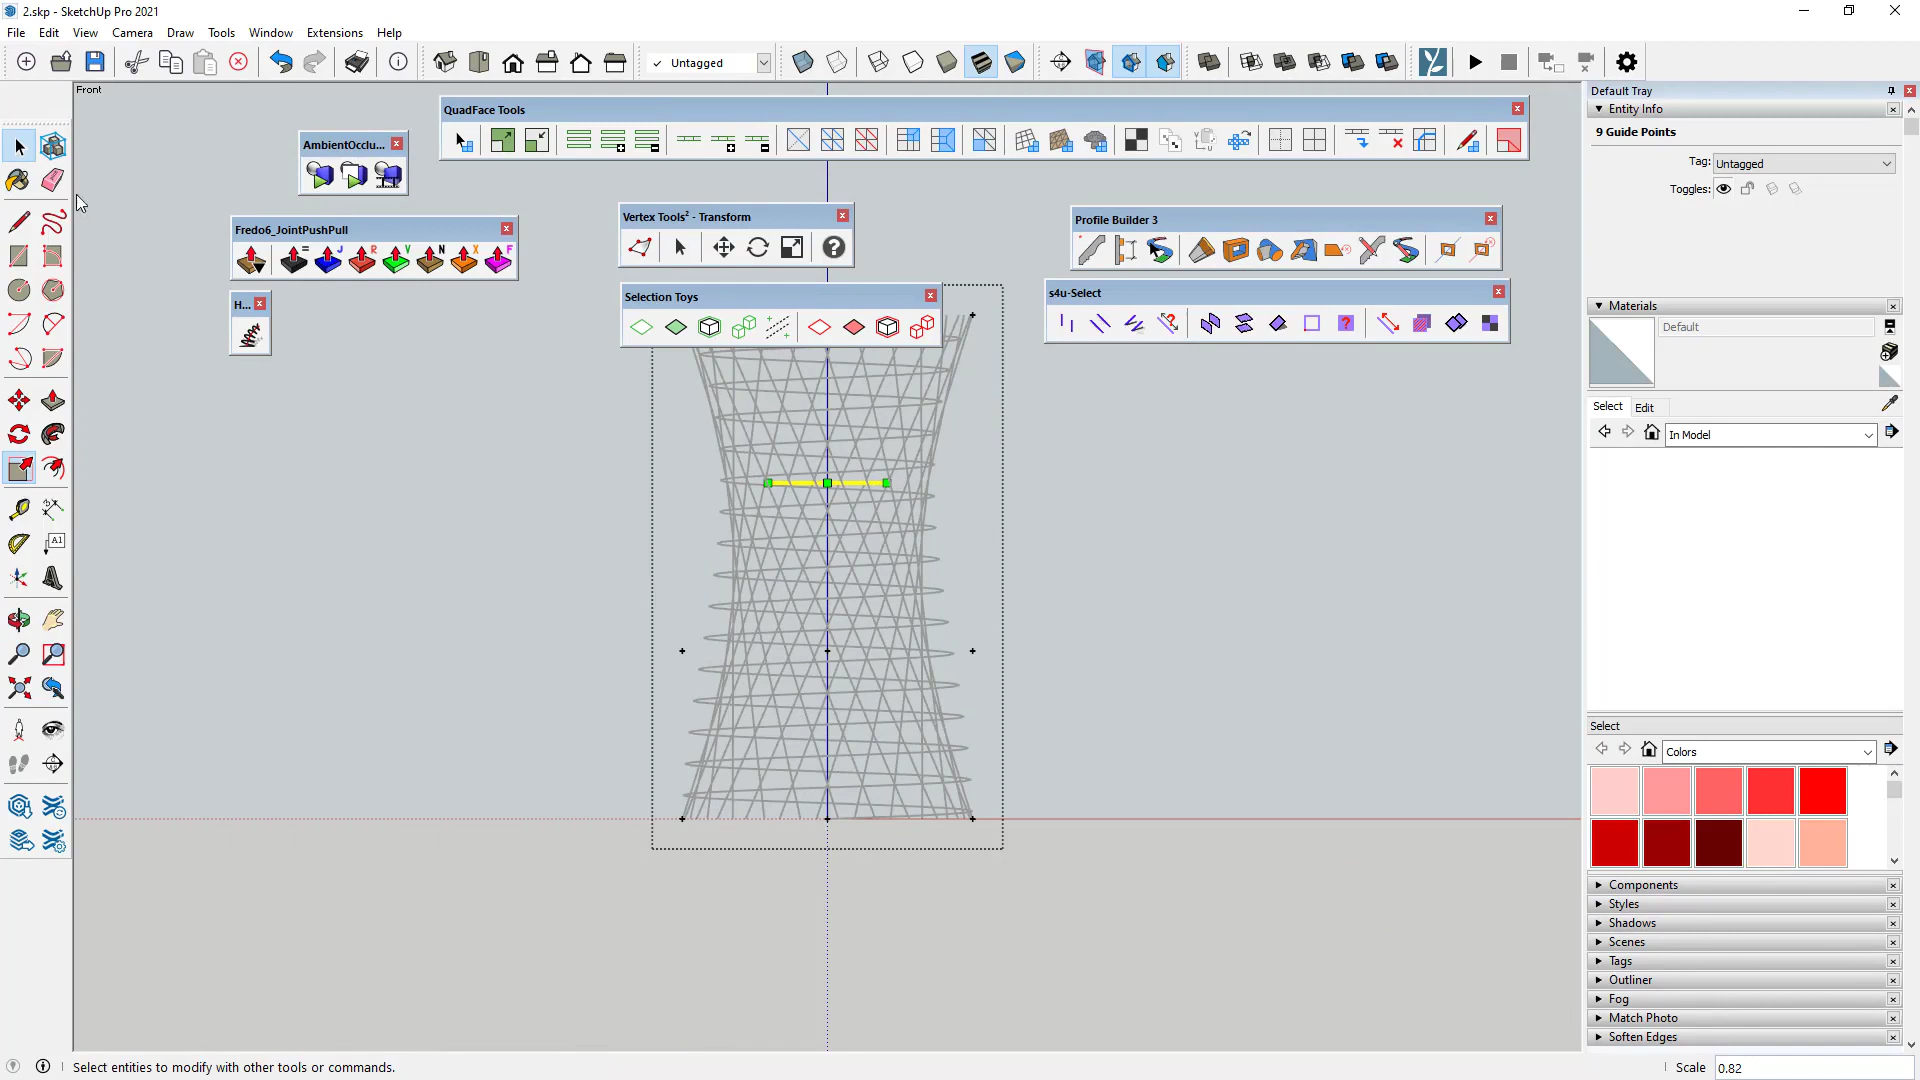 2.skp - SketchUp Pro 2021
File Edit View Camera Draw Tools Window Extensions Help
Untagged
Front
QuadFace Tools
AmbientOcclu...
Fredo6_JointPushPull
= J R V N X F
H...
Vertex Tools² - Transform
Selection Toys
Profile Builder 3
s4u-Select
A1
Default Tray
Entity Info
9 Guide Points
Tag: Untagged
Toggles:
Materials
Default
Select Edit
In Model
Select
Colors
Components
Styles
Shadows
Scenes
Tags
Outliner
Fog
Match Photo
Soften Edges
Select entities to modify with other tools or commands.
Scale 0.82